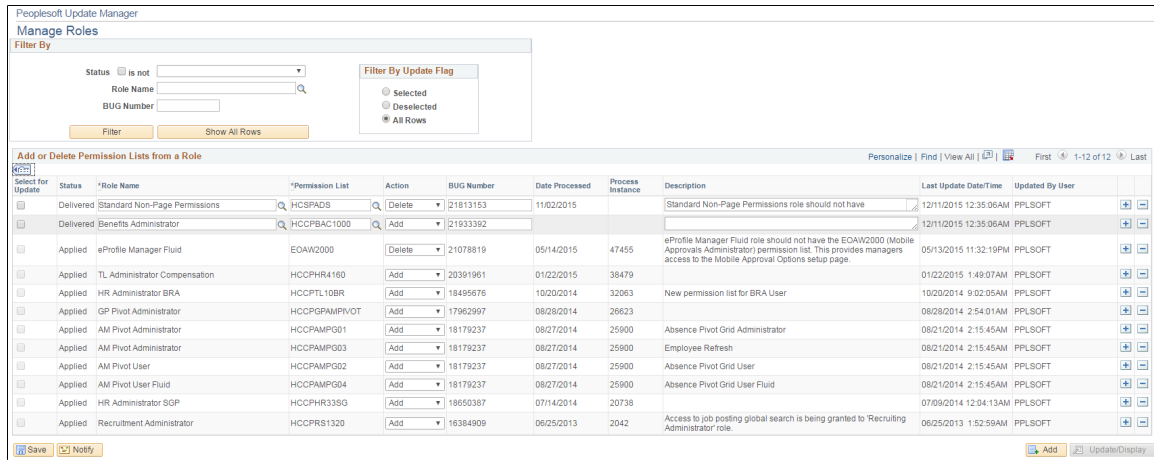 Peoplesoft Update Manager
Manage Roles
Filter By
Status is not
Role Name
BUG Number
Filter Show All Rows
Filter By Update Flag
Selected
Deselected
All Rows
Add or Delete Permission Lists from a Role Personalize | Find | View All | | First 1-12 of 12 Last
Select for Update Status *Role Name *Permission List Action BUG Number Date Processed Process Instance Description Last Update Date/Time Updated By User
Delivered Standard Non-Page Permissions HCSPADS Delete 21813153 11/02/2015 Standard Non-Page Permissions role should not have 12/11/2015 12:35:06AM PPLSOFT
Delivered Benefits Administrator HCCPBAC1000 Add 21933392 12/11/2015 12:35:06AM PPLSOFT
Applied eProfile Manager Fluid EOAW2000 Delete 21078819 05/14/2015 47455 eProfile Manager Fluid role should not have the EOAW2000 (Mobile Approvals Administrator) permission list. This provides managers access to the Mobile Approval Options setup page. 05/13/2015 11:32:19PM PPLSOFT
Applied TL Administrator Compensation HCCPHR4160 Add 20391961 01/22/2015 38479 01/22/2015 1:49:07AM PPLSOFT
Applied HR Administrator BRA HCCPTL10BR Add 18495676 10/20/2014 32063 New permission list for BRA User 10/20/2014 9:02:05AM PPLSOFT
Applied GP Pivot Administrator HCCPGPAMPIVOT Add 17962997 08/28/2014 26623 08/28/2014 2:54:01AM PPLSOFT
Applied AM Pivot Administrator HCCPAMPG01 Add 18179237 08/27/2014 25900 Absence Pivot Grid Administrator 08/21/2014 2:15:45AM PPLSOFT
Applied AM Pivot Administrator HCCPAMPG03 Add 18179237 08/27/2014 25900 Employee Refresh 08/21/2014 2:15:45AM PPLSOFT
Applied AM Pivot User HCCPAMPG02 Add 18179237 08/27/2014 25900 Absence Pivot Grid User 08/21/2014 2:15:45AM PPLSOFT
Applied AM Pivot User Fluid HCCPAMPG04 Add 18179237 08/27/2014 25900 Absence Pivot Grid User Fluid 08/21/2014 2:15:45AM PPLSOFT
Applied HR Administrator SGP HCCPHR33SG Add 18650387 07/14/2014 20738 07/09/2014 12:04:13AM PPLSOFT
Applied Recruitment Administrator HCCPRS1320 Add 16384909 06/25/2013 2042 Access to job posting global search is being granted to 'Recruiting Administrator' role. 06/25/2013 1:52:59AM PPLSOFT
Save Notify Add Update/Display